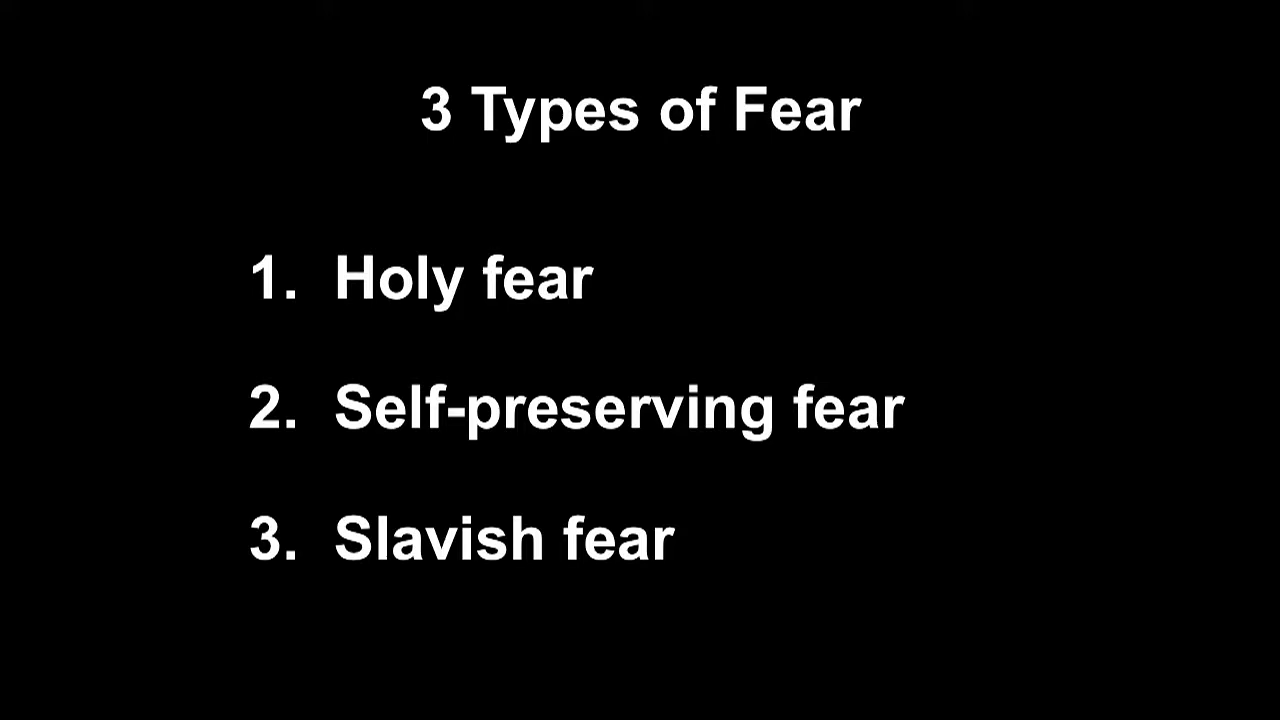 3 Types of Fear
1. Holy fear
2. Self-preserving fear
3. Slavish fear